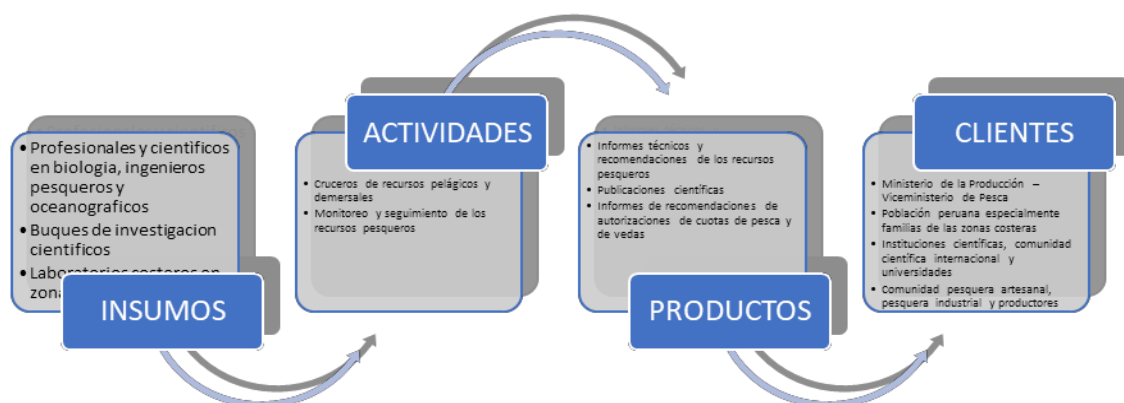 • Profesionales y cientificos
en biologia, ingenieros
pesqueros y
oceanograficos
• Buques de investigacion
cientificos
• Laboratorios costeros en
INSUMOS
ACTIVIDADES
• Cruceros de recursos pelágicos y
demersales
• Monitoreo y seguimiento de los
recursos pesqueros
• Informes técnicos y
recomendaciones de los recursos
pesqueros
• Publicaciones científicas
• Informes de recomendaciones de
autorizaciones de cuotas de pesca y
de vedas
PRODUCTOS
CLIENTES
• Ministerio de la Producción –
Viceministerio de Pesca
• Población peruana especialmente
familias de las zonas costeras
• Instituciones científicas, comunidad
científica internacional y
universidades
• Comunidad pesquera artesanal,
pesquera industrial y productores